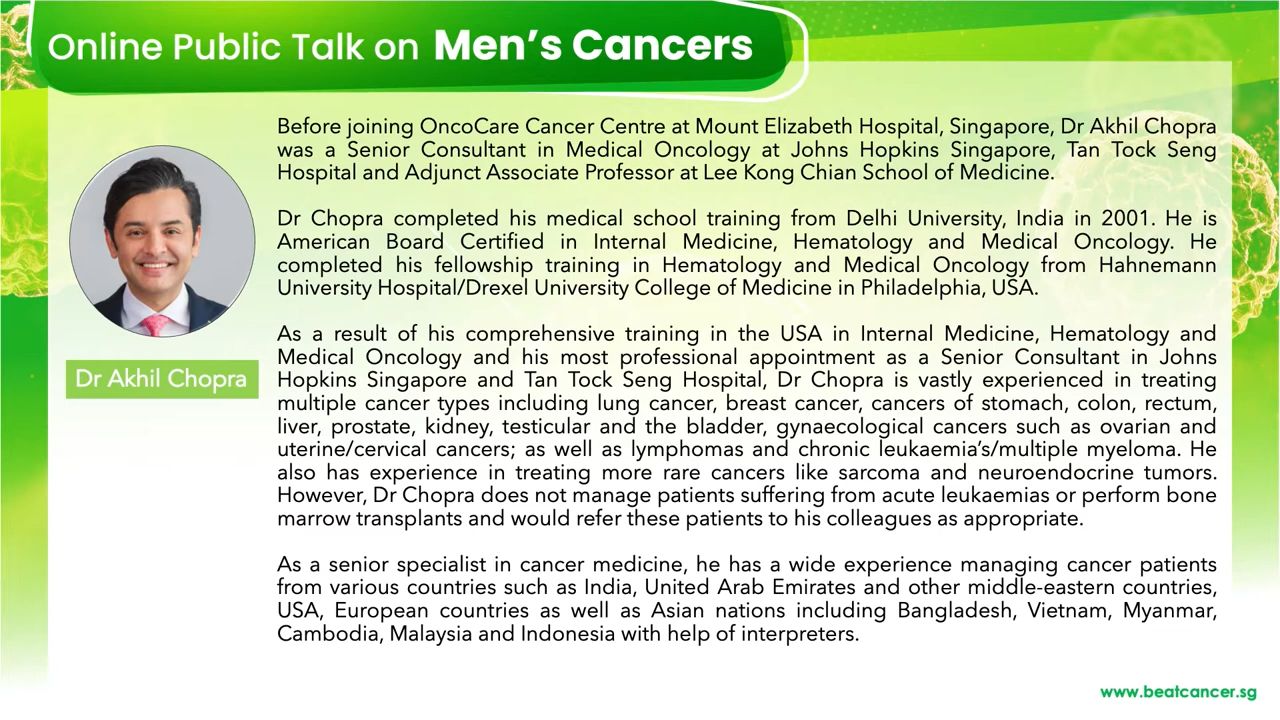 Online Public Talk on Men's Cancers
Before joining OncoCare Cancer Centre at Mount Elizabeth Hospital, Singapore, Dr Akhil Chopra
was a Senior Consultant in Medical Oncology at Johns Hopkins Singapore, Tan Tock Seng
Hospital and Adjunct Associate Professor at Lee Kong Chian School of Medicine.
Dr Chopra completed his medical school training from Delhi University, India in 2001. He is
American Board Certified in Internal Medicine, Hematology and Medical Oncology. He
completed his fellowship training in Hematology and Medical Oncology from Hahnemann
University Hospital/Drexel University College of Medicine in Philadelphia, USA.
As a result of his comprehensive training in the USA in Internal Medicine, Hematology and
Medical Oncology and his most professional appointment as a Senior Consultant in Johns
Hopkins Singapore and Tan Tock Seng Hospital, Dr Chopra is vastly experienced in treating
multiple cancer types including lung cancer, breast cancer, cancers of stomach, colon, rectum,
liver, prostate, kidney, testicular and the bladder, gynaecological cancers such as ovarian and
uterine/cervical cancers; as well as lymphomas and chronic leukaemia's/multiple myeloma. He
also has experience in treating more rare cancers like sarcoma and neuroendocrine tumors.
However, Dr Chopra does not manage patients suffering from acute leukaemias or perform bone
marrow transplants and would refer these patients to his colleagues as appropriate.
As a senior specialist in cancer medicine, he has a wide experience managing cancer patients
from various countries such as India, United Arab Emirates and other middle-eastern countries,
USA, European countries as well as Asian nations including Bangladesh, Vietnam, Myanmar,
Cambodia, Malaysia and Indonesia with help of interpreters.
Dr Akhil Chopra
www.beatcancer.sg